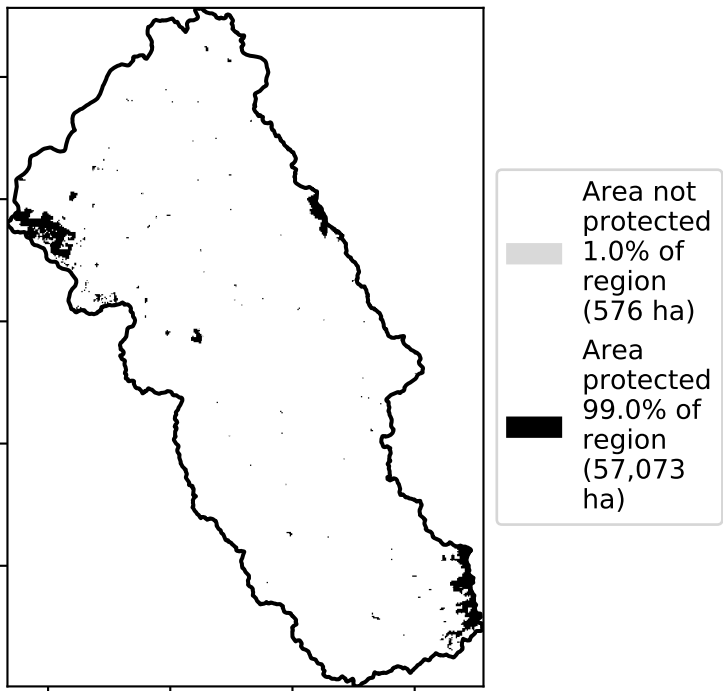 Area not
protected
1.0% of
region
(576 ha)
Area
protected
99.0% of
region
(57,073
ha)